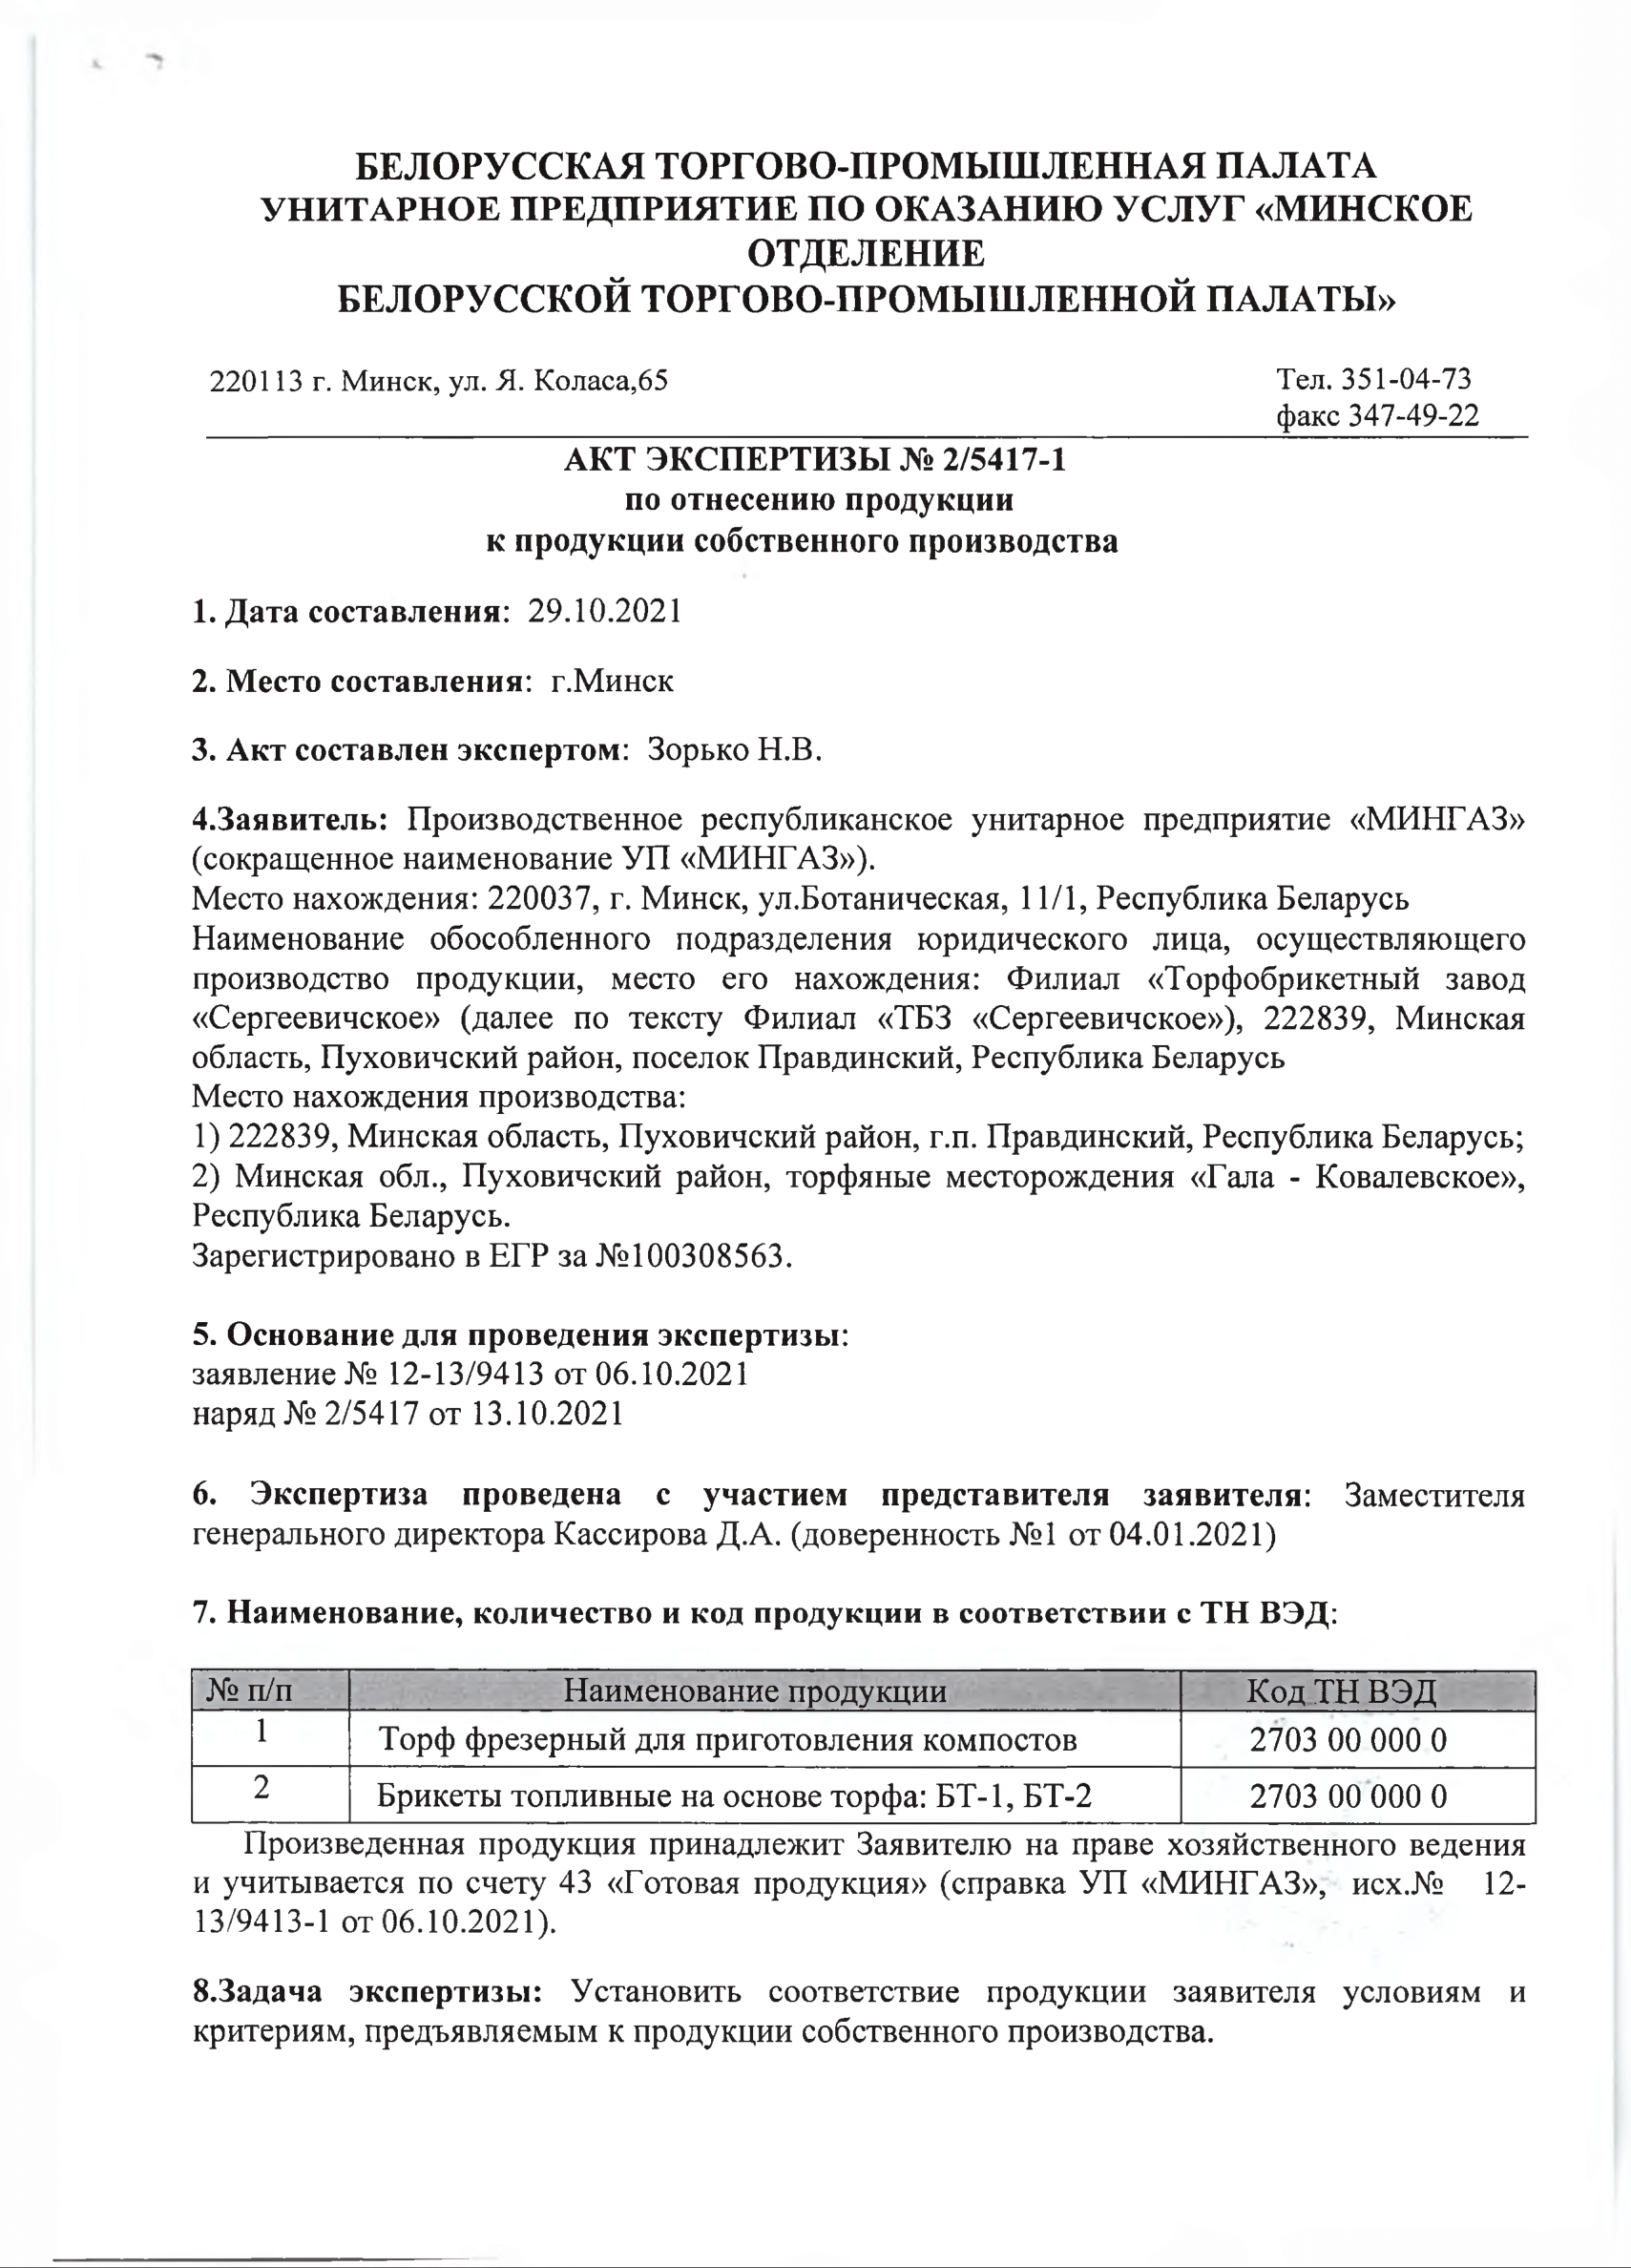 БЕЛОРУССКАЯ ТОРГОВО-ПРОМЫШЛЕННАЯ ПАЛАТА
УНИТАРНОЕ ПРЕДПРИЯТИЕ ПО ОКАЗАНИЮ УСЛУГ «МИНСКОЕ
ОТДЕЛЕНИЕ
БЕЛОРУССКОЙ ТОРГОВО-ПРОМЫШЛЕННОЙ ПАЛАТЫ»
220113 г. Минск, ул. Я. Коласа,65 Тел. 351-04-73
факс 347-49-22
АКТ ЭКСПЕРТИЗЫ № 2/5417-1
по отнесению продукции
к продукции собственного производства
1. Дата составления: 29.10.2021
2. Место составления: г.Минск
3. Акт составлен экспертом: Зорько Н.В.
4.Заявитель: Производственное республиканское унитарное предприятие «МИНГАЗ»
(сокращенное наименование УП «МИНГАЗ»).
Место нахождения: 220037, г. Минск, ул.Ботаническая, 11/1, Республика Беларусь
Наименование обособленного подразделения юридического лица, осуществляющего
производство продукции, место его нахождения: Филиал «Торфобрикетный завод
«Сергеевичское» (далее по тексту Филиал «ТБЗ «Сергеевичское»), 222839, Минская
область, Пуховичский район, поселок Правдинский, Республика Беларусь
Место нахождения производства:
1) 222839, Минская область, Пуховичский район, г.п. Правдинский, Республика Беларусь;
2) Минская обл., Пуховичский район, торфяные месторождения «Гала - Ковалевское»,
Республика Беларусь.
Зарегистрировано в ЕГР за №100308563.
5. Основание для проведения экспертизы:
заявление № 12-13/9413 от 06.10.2021
наряд № 2/5417 от 13.10.2021
6. Экспертиза проведена с участием представителя заявителя: Заместителя
генерального директора Кассирова Д.А. (доверенность №1 от 04.01.2021)
7. Наименование, количество и код продукции в соответствии с ТН ВЭД:
№ п/п Наименование продукции Код ТН ВЭД
1 Торф фрезерный для приготовления компостов 2703 00 000 0
2 Брикеты топливные на основе торфа: БТ-1, БТ-2 2703 00 000 0
Произведенная продукция принадлежит Заявителю на праве хозяйственного ведения
и учитывается по счету 43 «Готовая продукция» (справка УП «МИНГАЗ», исх.№ 12-
13/9413-1 от 06.10.2021).
8.Задача экспертизы: Установить соответствие продукции заявителя условиям и
критериям, предъявляемым к продукции собственного производства.